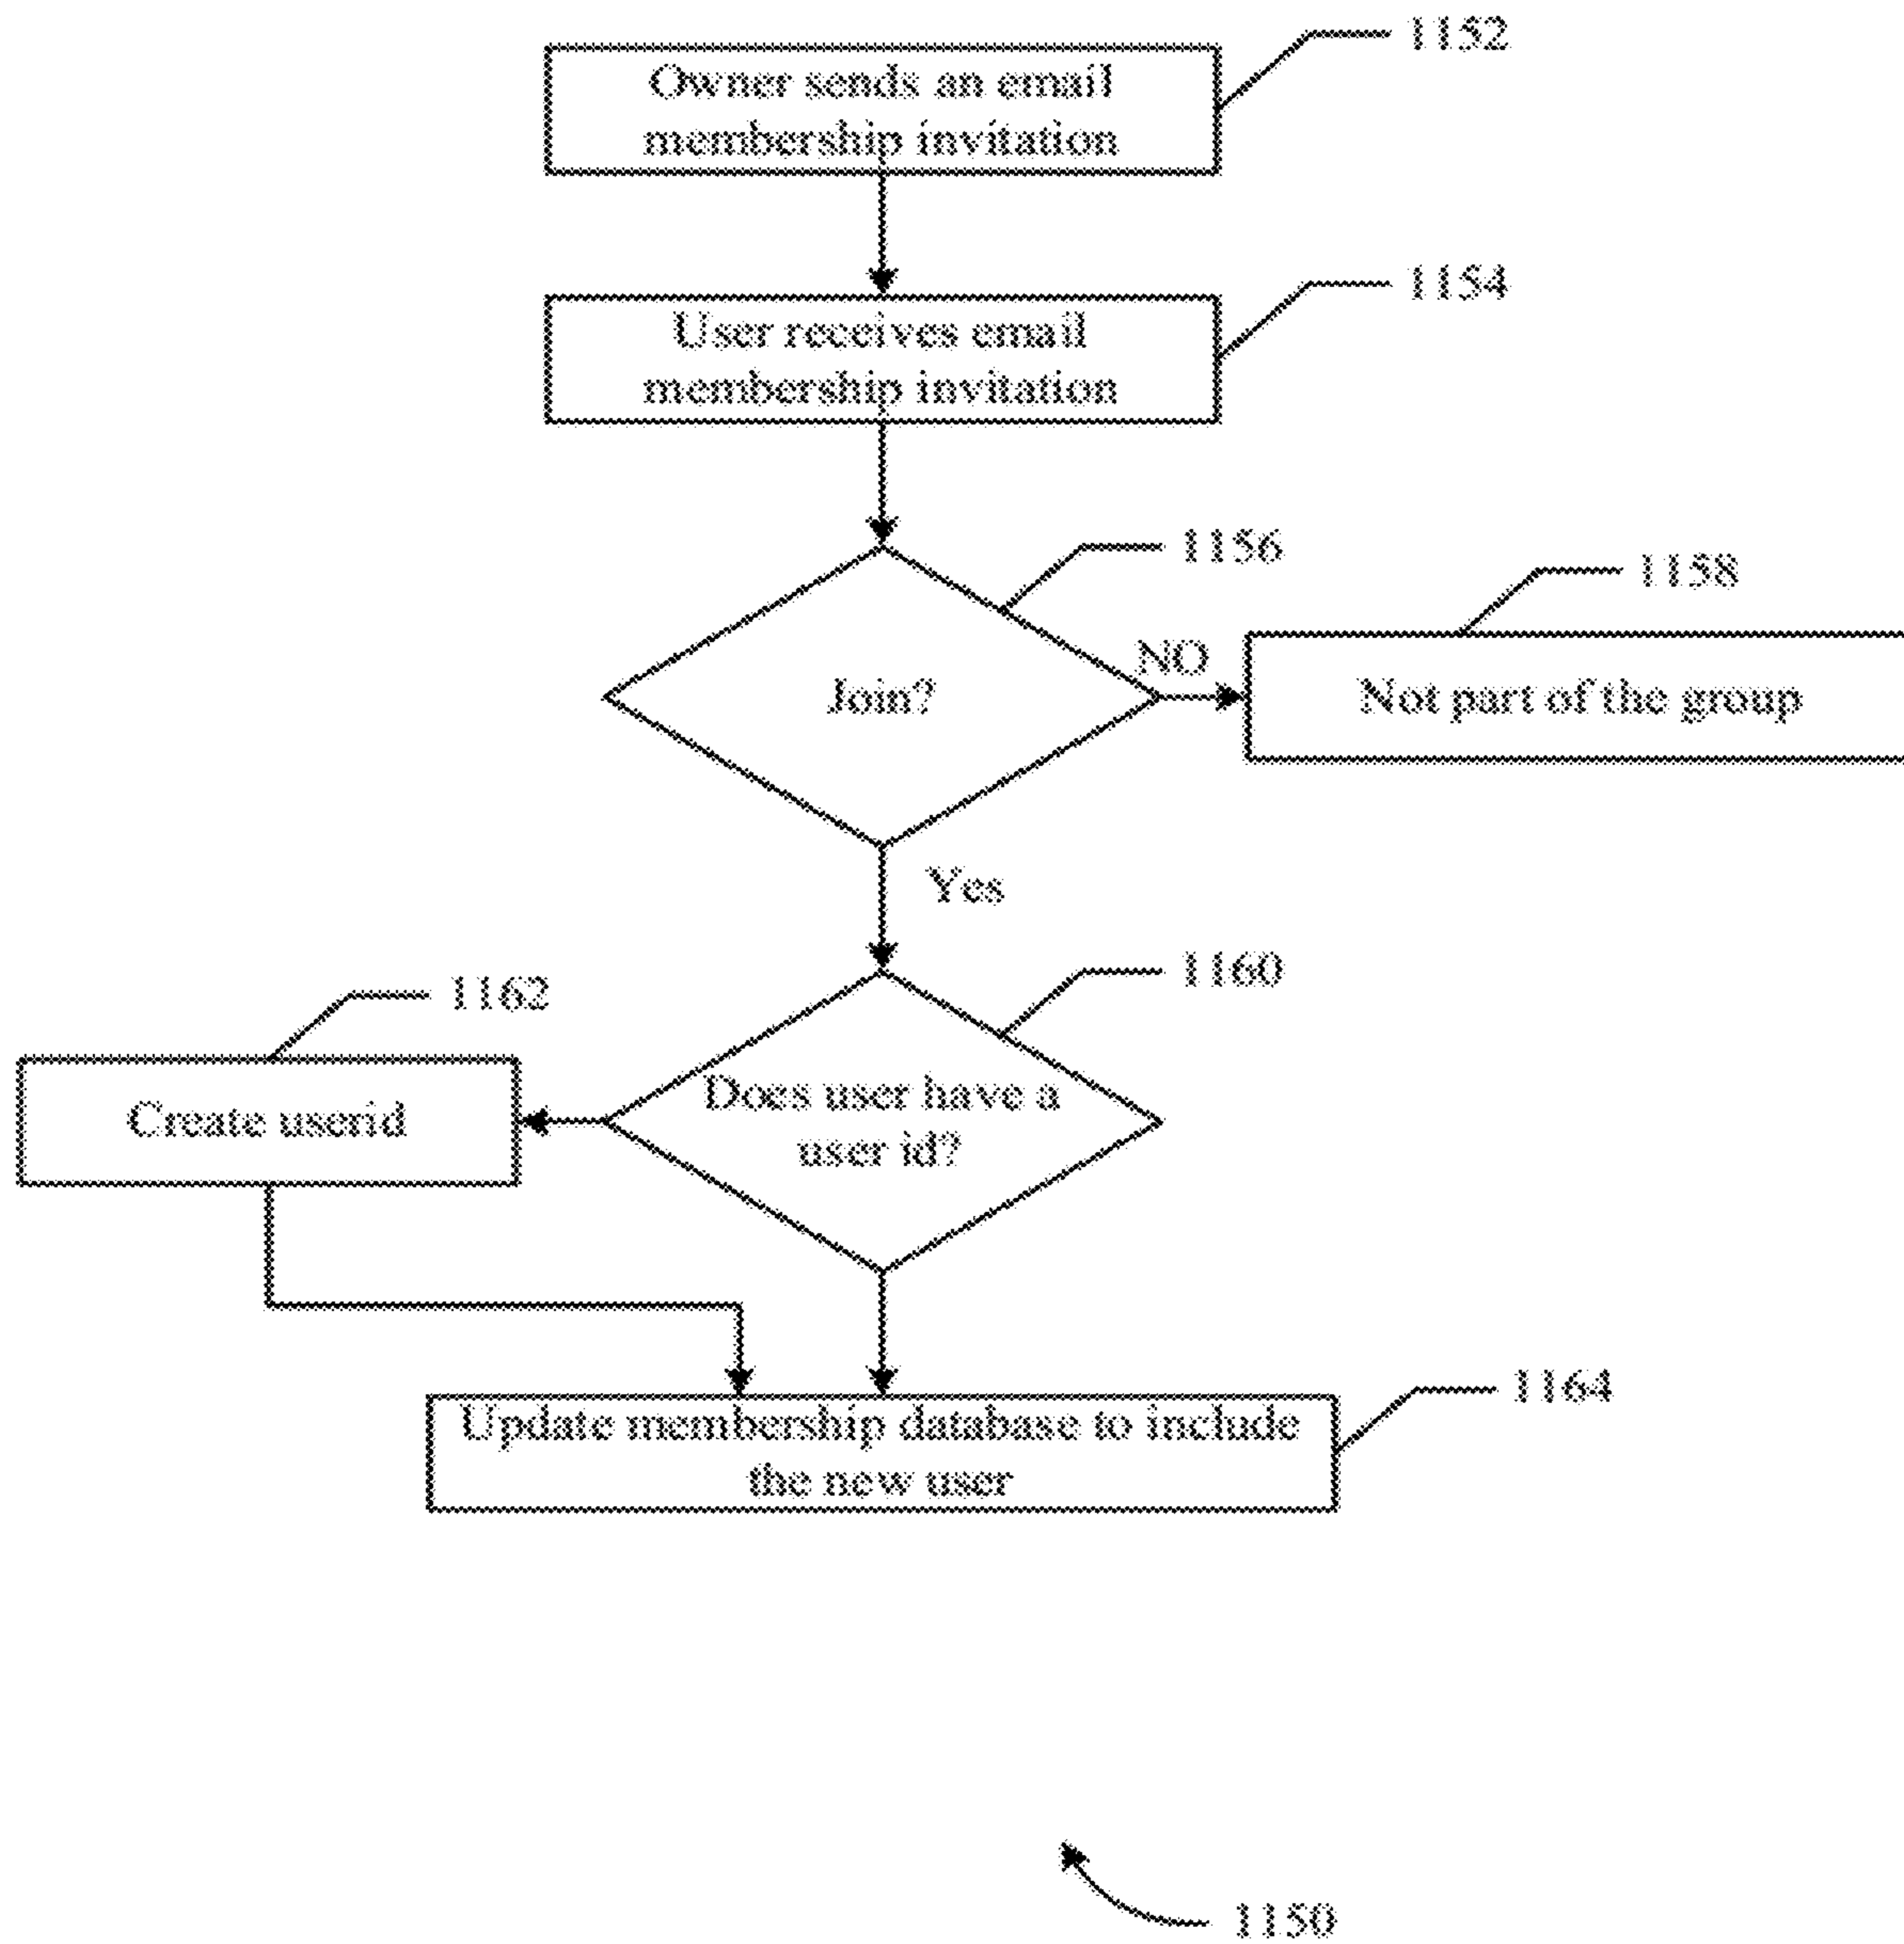 1152
Owner sends an email
membership invitation
1154
User receives email
membership invitation
1156
1158
NO
Join?
Not part of the group
Yes
1160
1162
Does user have a
user id?
Create userid
1164
Update membership database to include
the new user
1150